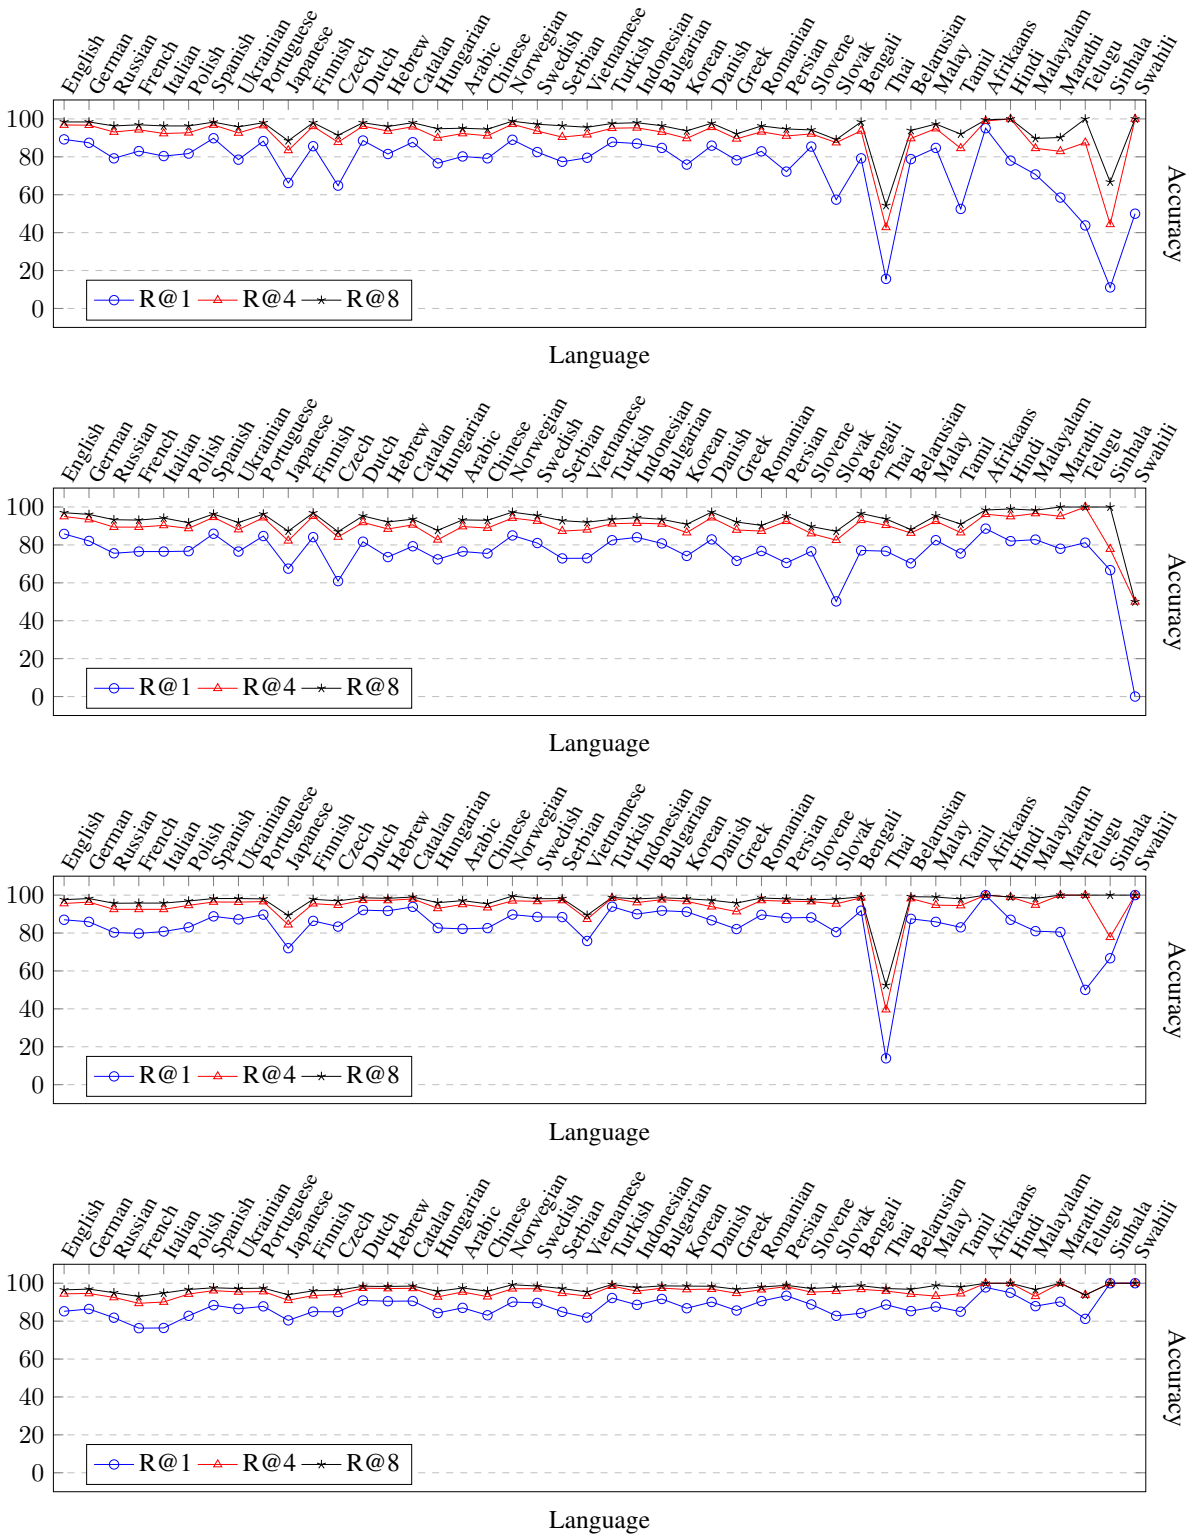 English German Russian French Italian Polish Spanish Ukrainian Portuguese Japanese Finnish Czech Dutch Hebrew Catalan Hungarian Arabic Chinese Norwegian Swedish Serbian Vietnamese Turkish Indonesian Bulgarian Korean Danish Greek Romanian Persian Slovene Slovak Bengali Thai Belarusian Malay Tamil Afrikaans Hindi Malayalam Marathi Telugu Sinhala Swahili
100
80
60
40
20
0
R@1 R@4 R@8
Accuracy
Language
English German Russian French Italian Polish Spanish Ukrainian Portuguese Japanese Finnish Czech Dutch Hebrew Catalan Hungarian Arabic Chinese Norwegian Swedish Serbian Vietnamese Turkish Indonesian Bulgarian Korean Danish Greek Romanian Persian Slovene Slovak Bengali Thai Belarusian Malay Tamil Afrikaans Hindi Malayalam Marathi Telugu Sinhala Swahili
100
80
60
40
20
0
R@1 R@4 R@8
Accuracy
Language
English German Russian French Italian Polish Spanish Ukrainian Portuguese Japanese Finnish Czech Dutch Hebrew Catalan Hungarian Arabic Chinese Norwegian Swedish Serbian Vietnamese Turkish Indonesian Bulgarian Korean Danish Greek Romanian Persian Slovene Slovak Bengali Thai Belarusian Malay Tamil Afrikaans Hindi Malayalam Marathi Telugu Sinhala Swahili
100
80
60
40
20
0
R@1 R@4 R@8
Accuracy
Language
English German Russian French Italian Polish Spanish Ukrainian Portuguese Japanese Finnish Czech Dutch Hebrew Catalan Hungarian Arabic Chinese Norwegian Swedish Serbian Vietnamese Turkish Indonesian Bulgarian Korean Danish Greek Romanian Persian Slovene Slovak Bengali Thai Belarusian Malay Tamil Afrikaans Hindi Malayalam Marathi Telugu Sinhala Swahili
100
80
60
40
20
0
R@1 R@4 R@8
Accuracy
Language